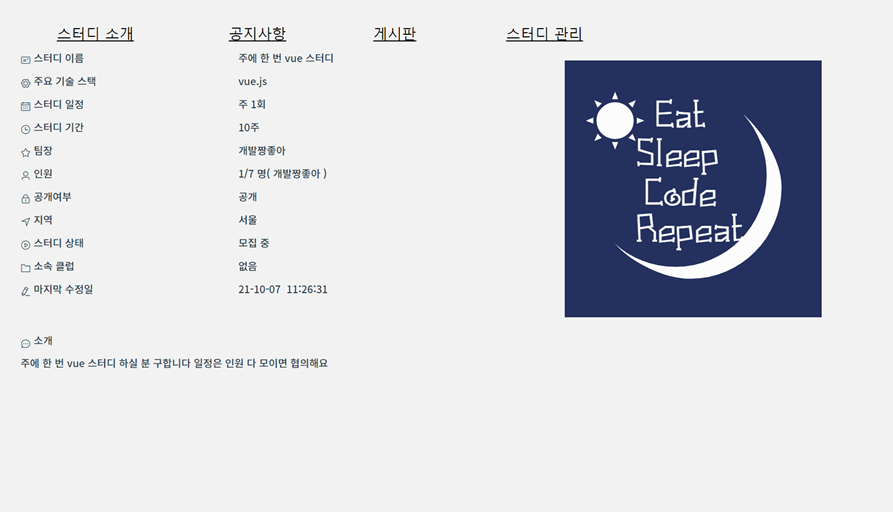 스터디 소개 공지사항 게시판 스터디 관리
스터디 이름 주에 한 번 vue 스터디
주요 기술 스택 vue.js
스터디 일정 주 1회
스터디 기간 10주
팀장 개발짱좋아
인원 1/7 명( 개발짱좋아 )
공개여부 공개
지역 서울
스터디 상태 모집 중
소속 클럽 없음
마지막 수정일 21-10-07 11:26:31
소개
주에 한 번 vue 스터디 하실 분 구합니다 일정은 인원 다 모이면 협의해요
Eat
Sleep
Code
Repeat